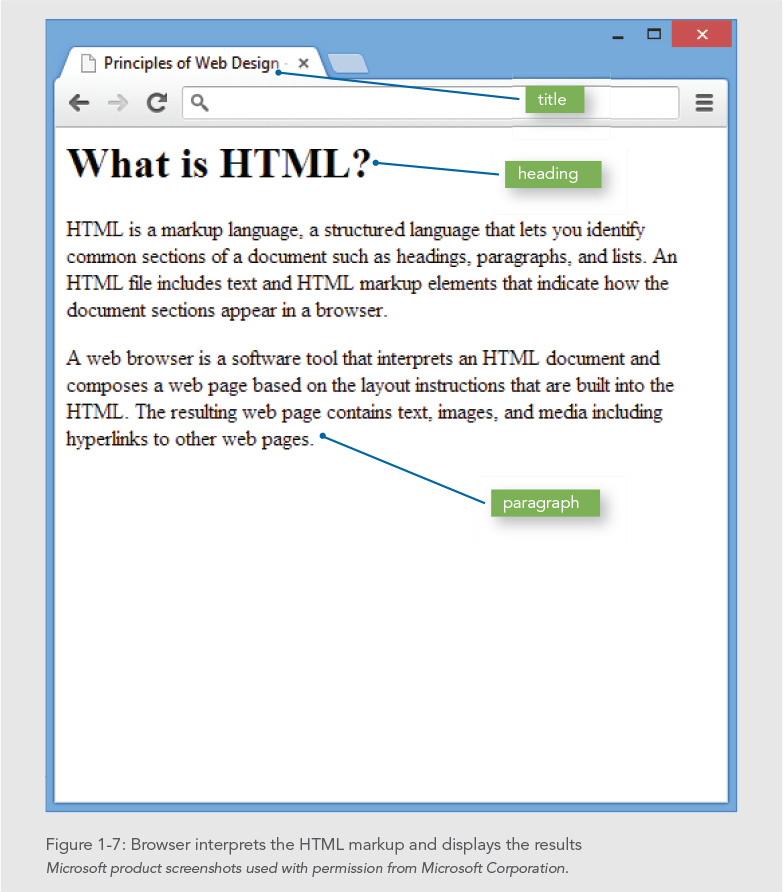 Principles of Web Design -
title
What is HTML?
heading
HTML is a markup language, a structured language that lets you identify
common sections of a document such as headings, paragraphs, and lists. An
HTML file includes text and HTML markup elements that indicate how the
document sections appear in a browser.
A web browser is a software tool that interprets an HTML document and
composes a web page based on the layout instructions that are built into the
HTML. The resulting web page contains text, images, and media including
hyperlinks to other web pages.
paragraph
Figure 1-7: Browser interprets the HTML markup and displays the results
Microsoft product screenshots used with permission from Microsoft Corporation.